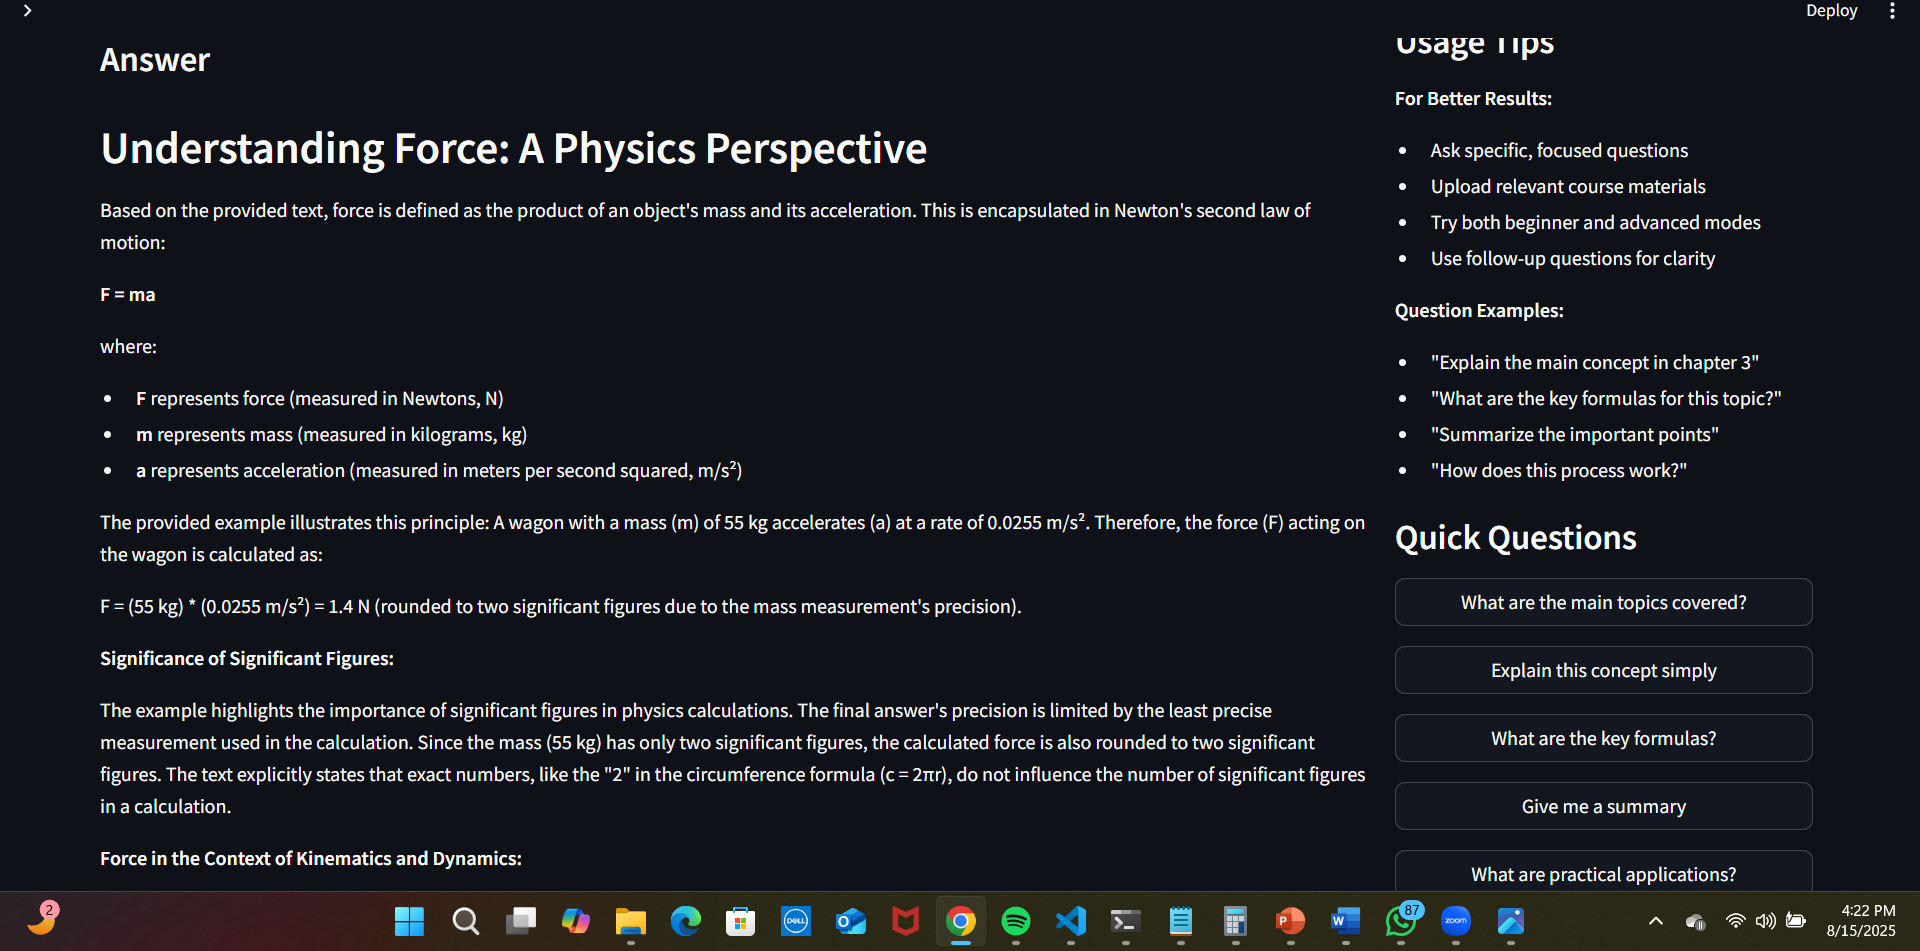 Deploy
Answer
Understanding Force: A Physics Perspective
Based on the provided text, force is defined as the product of an object's mass and its acceleration. This is encapsulated in Newton's second law of
motion:
F = ma
where:
• F represents force (measured in Newtons, N)
• m represents mass (measured in kilograms, kg)
• a represents acceleration (measured in meters per second squared, m/s²)
The provided example illustrates this principle: A wagon with a mass (m) of 55 kg accelerates (a) at a rate of 0.0255 m/s². Therefore, the force (F) acting on
the wagon is calculated as:
F = (55 kg) * (0.0255 m/s²) = 1.4 N (rounded to two significant figures due to the mass measurement's precision).
Significance of Significant Figures:
The example highlights the importance of significant figures in physics calculations. The final answer's precision is limited by the least precise
measurement used in the calculation. Since the mass (55 kg) has only two significant figures, the calculated force is also rounded to two significant
figures. The text explicitly states that exact numbers, like the "2" in the circumference formula (c = 2πr), do not influence the number of significant figures
in a calculation.
Force in the Context of Kinematics and Dynamics:
Usage Tips
For Better Results:
• Ask specific, focused questions
• Upload relevant course materials
• Try both beginner and advanced modes
• Use follow-up questions for clarity
Question Examples:
• "Explain the main concept in chapter 3"
• "What are the key formulas for this topic?"
• "Summarize the important points"
• "How does this process work?"
Quick Questions
What are the main topics covered?
Explain this concept simply
What are the key formulas?
Give me a summary
What are practical applications?
2
DELL
O
P
W
87
zoom
4:22 PM
8/15/2025